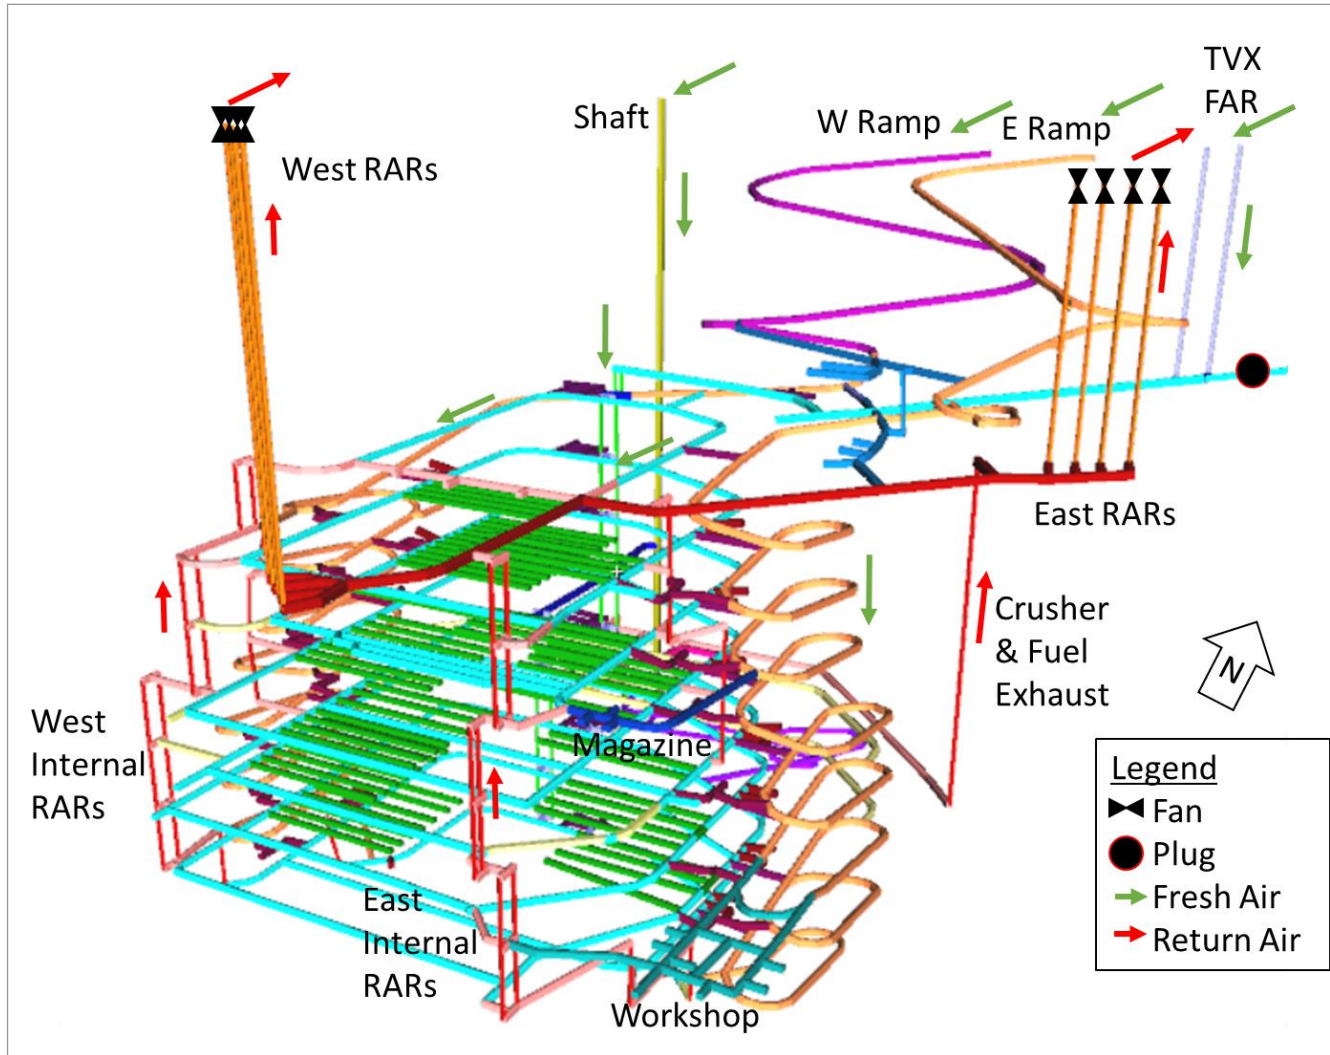 TVX
FAR
Shaft
W Ramp
E Ramp
West RARs
East RARs
Crusher
& Fuel
Exhaust
N
West
Internal
RARs
Magazine
East
Internal
RARs
Workshop
Legend
Fan
Plug
Fresh Air
Return Air